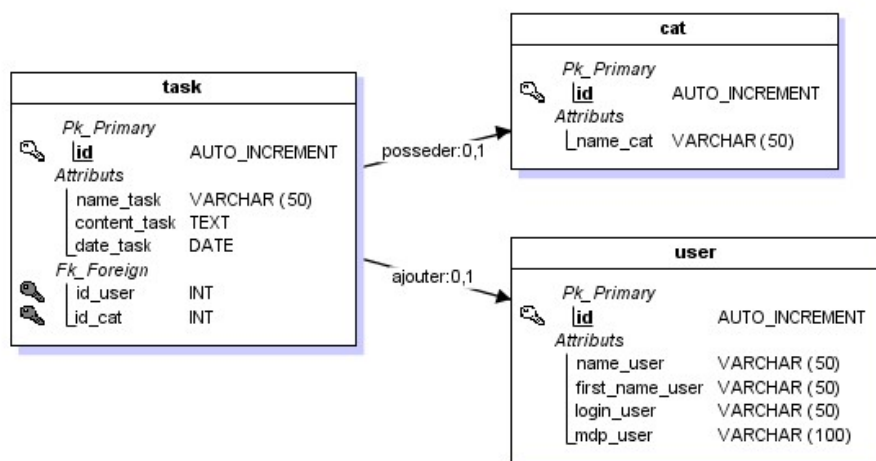 task
Pk_Primary
id AUTO_INCREMENT
Attributs
name_task VARCHAR (50)
content_task TEXT
date_task DATE
Fk_Foreign
id_user INT
id_cat INT
posseder:0,1
ajouter:0,1
cat
Pk_Primary
id AUTO_INCREMENT
Attributs
name_cat VARCHAR (50)
user
Pk_Primary
id AUTO_INCREMENT
Attributs
name_user VARCHAR (50)
first_name_user VARCHAR (50)
login_user VARCHAR (50)
mdp_user VARCHAR (100)